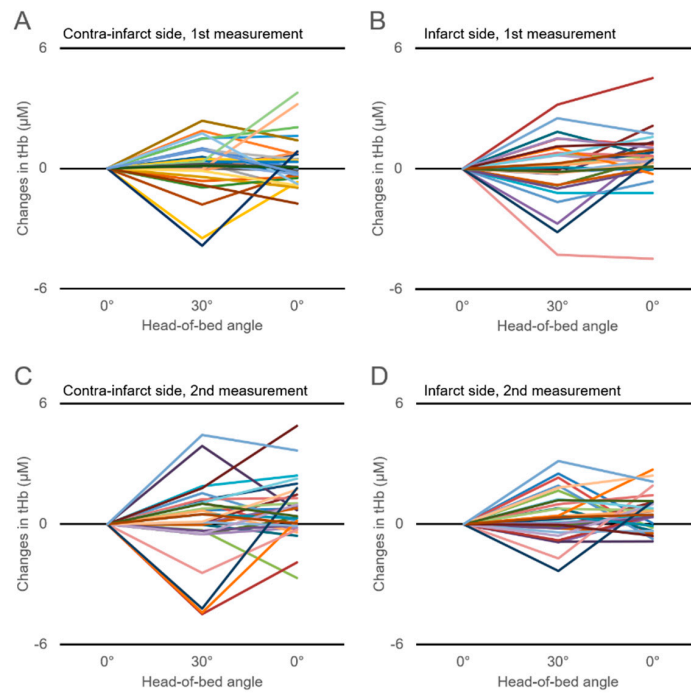 A
Contra-infarct side, 1st measurement
6
0
-6
Changes in tHb (μM)
0° 30° 0°
Head-of-bed angle
B
Infarct side, 1st measurement
6
0
-6
Changes in tHb (μM)
0° 30° 0°
Head-of-bed angle
C
Contra-infarct side, 2nd measurement
6
0
-6
Changes in tHb (μM)
0° 30° 0°
Head-of-bed angle
D
Infarct side, 2nd measurement
6
0
-6
Changes in tHb (μM)
0° 30° 0°
Head-of-bed angle